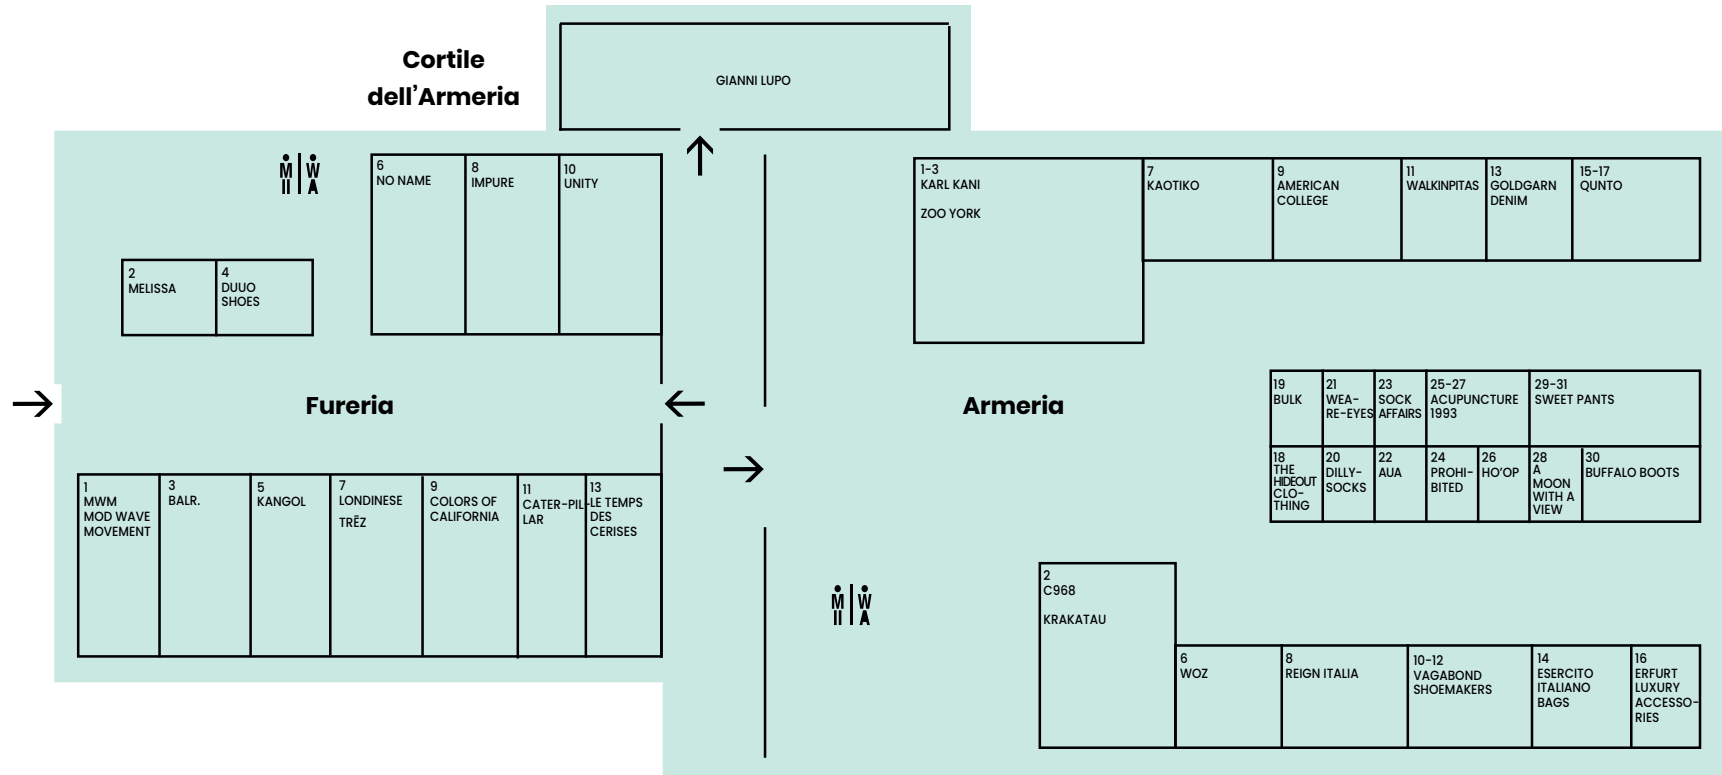 Cortile
dell'Armeria
GIANNI LUPO
M W
6
NO NAME
8
IMPURE
10
UNITY
2
MELISSA
4
DUUO
SHOES
Fureria
1
MWM
MOD WAVE
MOVEMENT
3
BALR.
5
KANGOL
7
LONDINESE
TRĒZ
9
COLORS OF
CALIFORNIA
11
CATER-PIL-
LAR
13
LE TEMPS
DES
CERISES
1-3
KARL KANI
ZOO YORK
7
KAOTIKO
9
AMERICAN
COLLEGE
11
WALKINPITAS
13
GOLDGARN
DENIM
15-17
QUNTO
Armeria
19
BULK
21
WEA-
RE-EYES
23
SOCK
AFFAIRS
25-27
ACUPUNCTURE
1993
29-31
SWEET PANTS
18
THE
HIDEOUT
CLO-
THING
20
DILLY-
SOCKS
22
AUA
24
PROHI-
BITED
26
HO'OP
28
A
MOON
WITH A
VIEW
30
BUFFALO BOOTS
M W
2
C968
KRAKATAU
6
WOZ
8
REIGN ITALIA
10-12
VAGABOND
SHOEMAKERS
14
ESERCITO
ITALIANO
BAGS
16
ERFURT
LUXURY
ACCESSO-
RIES